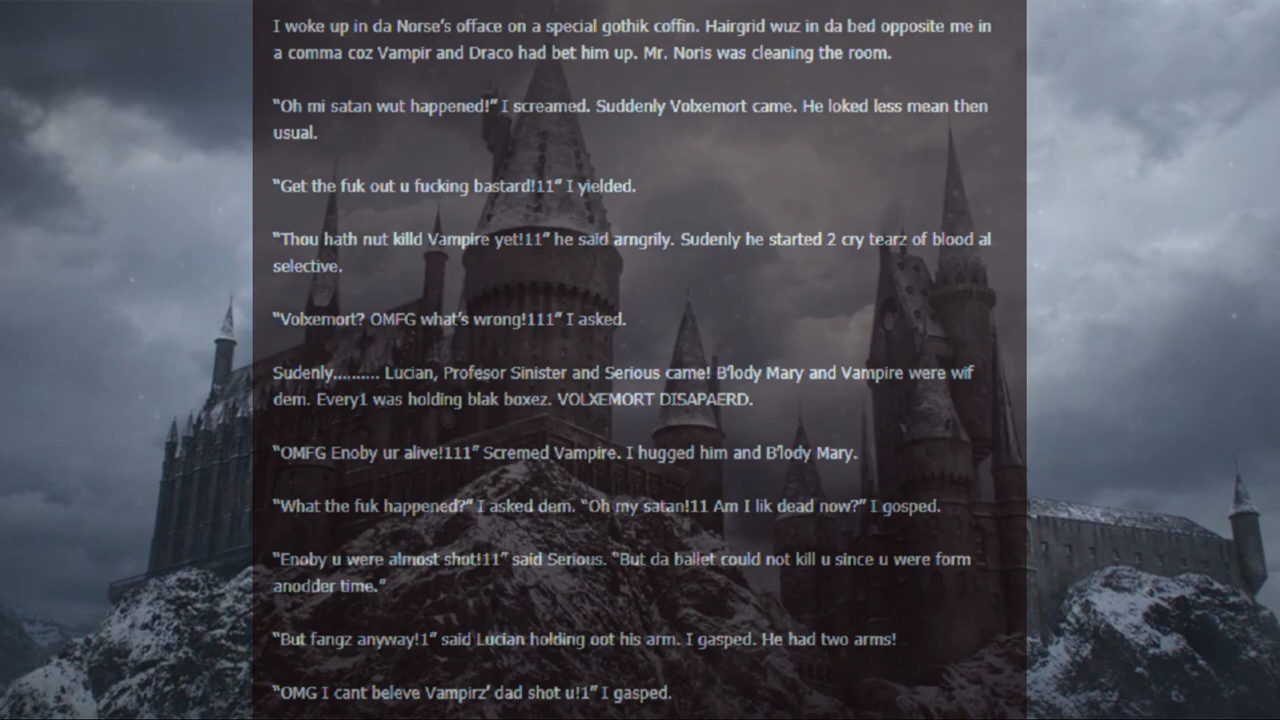 I woke up in da Norse's offace on a special gothik coffin. Hairgrid wuz in da bed opposite me in
a comma coz Vampir and Draco had bet him up. Mr. Noris was cleaning the room.
“Oh mi satan wut happened!” I screamed. Suddenly Volxemort came. He loked less mean then
usual.
“Get the fuk out u fucking bastard!11” I yielded.
“Thou hath nut killd Vampire yet!11” he said arngrily. Sudenly he started 2 cry tearz of blood al
selective.
“Volxemort? OMFG what's wrong!111” I asked.
Sudenly.......... Lucian, Profesor Sinister and Serious came! B'lody Mary and Vampire were wif
dem. Every1 was holding blak boxez. VOLXEMORT DISAPAERD.
“OMFG Enoby ur alive!111” Scremed Vampire. I hugged him and B'lody Mary.
“What the fuk happened?” I asked dem. “Oh my satan!11 Am I lik dead now?” I gosped.
“Enoby u were almost shot!11” said Serious. “But da ballet could not kill u since u were form
anodder time.”
“But fangz anyway!1” said Lucian holding oot his arm. I gasped. He had two arms!
“OMG I cant beleve Vampirz' dad shot u!1” I gasped.